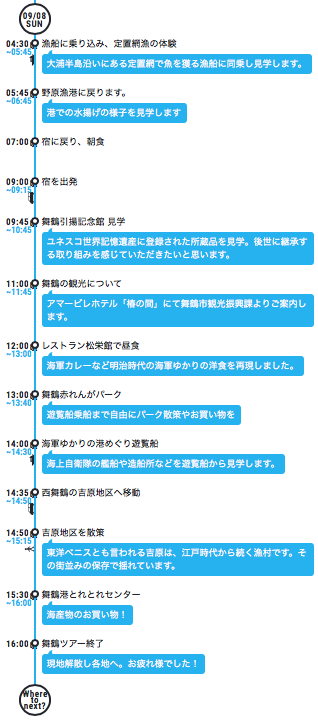 09/08
SUN
04:30 漁船に乗り込み、定置網漁の体験
~05:45
大浦半島沿いにある定置網で魚を獲る漁船に同乗し見学します。
05:45 野原漁港に戻ります。
~06:45
港での水揚げの様子を見学します
07:00 宿に戻り、朝食
09:00 宿を出発
~09:15
09:45 舞鶴引揚記念館 見学
~10:45
ユネスコ世界記憶遺産に登録された所蔵品を見学。後世に継承す
る取り組みを感じていただきたいと思います。
11:00 舞鶴の観光について
~11:45
アマービレホテル「椿の間」にて舞鶴市観光振興課よりご案内し
ます。
12:00 レストラン松栄館で昼食
~13:00
海軍カレーなど明治時代の海軍ゆかりの洋食を再現しました。
13:00 舞鶴赤れんがパーク
~13:40
遊覧船乗船まで自由にパーク散策やお買い物を
14:00 海軍ゆかりの港めぐり遊覧船
~14:30
海上自衛隊の艦船や造船所などを遊覧船から見学します。
14:35 西舞鶴の吉原地区へ移動
~14:50
14:50 吉原地区を散策
~15:15
東洋ベニスとも言われる吉原は、江戸時代から続く漁村です。そ
の街並みの保存で揺れています。
15:30 舞鶴港とれとれセンター
~16:00
海産物のお買い物！
16:00 舞鶴ツアー終了
現地解散し各地へ。お疲れ様でした！
Where
to
next?